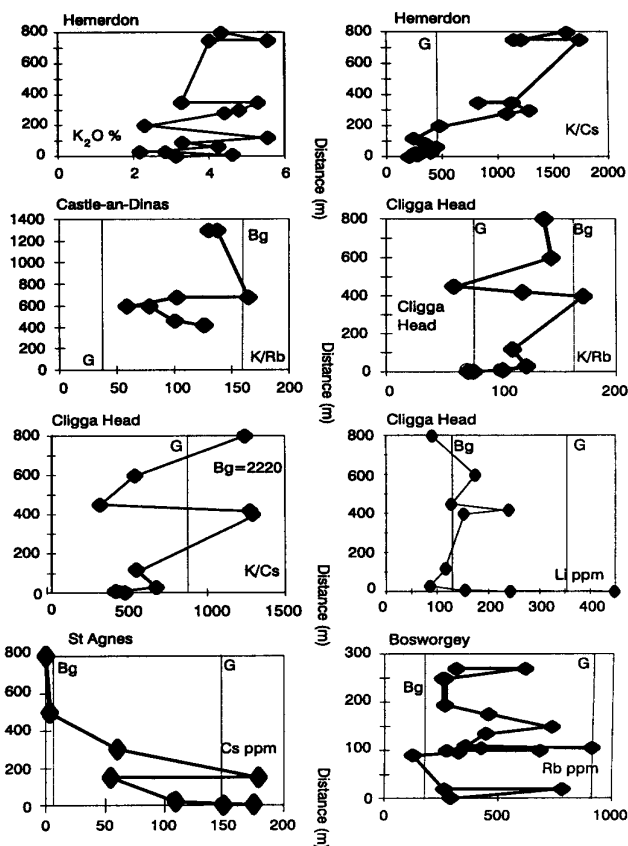 Hemerdon
800
600
400
200
0
0 2 4 6
K2O %
Distance (m)
Hemerdon
G
800
600
400
200
0
0 500 1000 1500 2000
K/Cs
Castle-an-Dinas
1400
1200
1000
800
600
400
200
0
0 50 100 150 200
Bg
G
K/Rb
Distance (m)
Cligga Head
G Bg
800
600
400
200
0
0 100 200
Cligga
Head
K/Rb
Cligga Head
G
Bg=2220
800
600
400
200
0
0 500 1000 1500
K/Cs
Distance (m)
Cligga Head
Bg G
800
600
400
200
0
0 100 200 300 400
Li ppm
St Agnes
Bg G
800
600
400
200
0
0 50 100 150 200
Cs ppm
Distance (m)
Bosworgey
Bg G
300
200
100
0
0 500 1000
Rb ppm